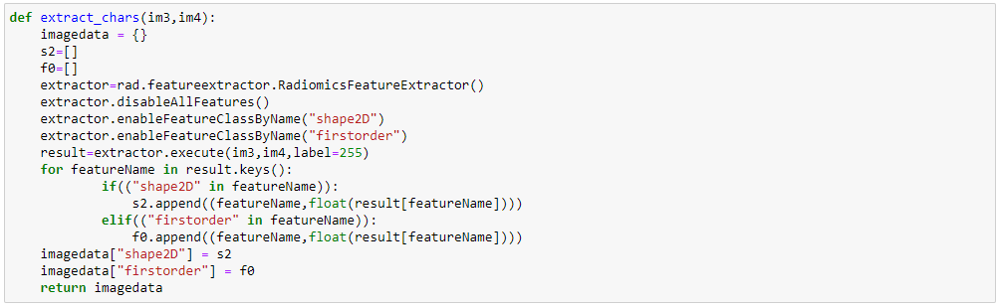 def extract_chars(im3,im4):
    imagedata = {}
    s2=[]
    f0=[]
    extractor=rad.featureextractor.RadiomicsFeatureExtractor()
    extractor.disableAllFeatures()
    extractor.enableFeatureClassByName("shape2D")
    extractor.enableFeatureClassByName("firstorder")
    result=extractor.execute(im3,im4,label=255)
    for featureName in result.keys():
            if(("shape2D" in featureName)):
                s2.append((featureName,float(result[featureName])))
            elif(("firstorder" in featureName)):
                f0.append((featureName,float(result[featureName])))
    imagedata["shape2D"] = s2
    imagedata["firstorder"] = f0
    return imagedata